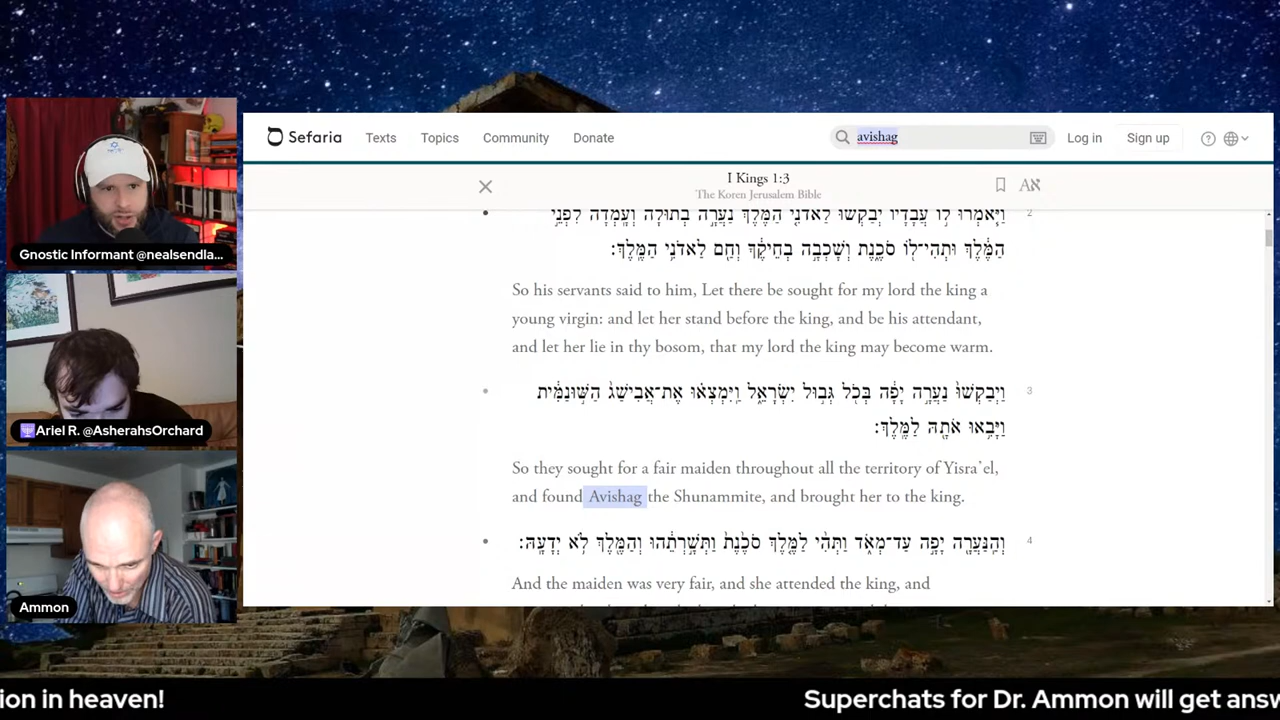 Sefaria
Texts
Topics
Community
Donate
avishag
Log in
Sign up
I Kings 1:3
The Koren Jerusalem Bible
Aא
2
וַיֹּאמְרוּ לוֹ עֲבָדָיו יְבַקְשׁוּ לַאדֹנִי הַמֶּלֶךְ נַעֲרָה בְתוּלָה וְעָמְדָה לִפְנֵי
הַמֶּלֶךְ וּתְהִי־לוֹ סֹכֶנֶת וְשָׁכְבָה בְחֵיקֶךָ וְחַם לַאדֹנִי הַמֶּלֶךְ׃
So his servants said to him, Let there be sought for my lord the king a
young virgin: and let her stand before the king, and be his attendant,
and let her lie in thy bosom, that my lord the king may become warm.
3
וַיְבַקְשׁוּ נַעֲרָה יָפָה בְּכֹל גְּבוּל יִשְׂרָאֵל וַיִּמְצְאוּ אֶת־אֲבִישַׁג הַשּׁוּנַמִּית
וַיָּבִאוּ אֹתָהּ לַמֶּלֶךְ׃
So they sought for a fair maiden throughout all the territory of Yisra᾽el,
and found Avishag the Shunammite, and brought her to the king.
4
וְהַנַּעֲרָה יָפָה עַד־מְאֹד וַתְּהִי לַמֶּלֶךְ סֹכֶנֶת וַתְּשָׁרְתֵהוּ וְהַמֶּלֶךְ לֹא יְדָעָהּ׃
And the maiden was very fair, and she attended the king, and
Gnostic Informant @nealsendla...
Ariel R. @AsherahsOrchard
Ammon
ion in heaven!
Superchats for Dr. Ammon will get answ